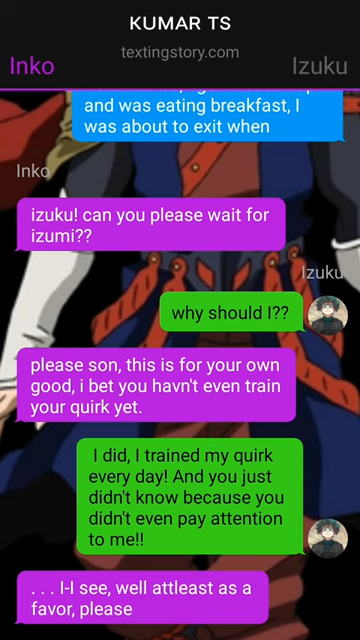 KUMAR TS
textingstory.com
Inko
Izuku
and was eating breakfast, I
was about to exit when
Inko
izuku! can you please wait for
izumi??
Izuku
why should I??
please son, this is for your own
good, i bet you havn't even train
your quirk yet.
I did, I trained my quirk
every day! And you just
didn't know because you
didn't even pay attention
to me!!
. . . I-I see, well attleast as a
favor, please